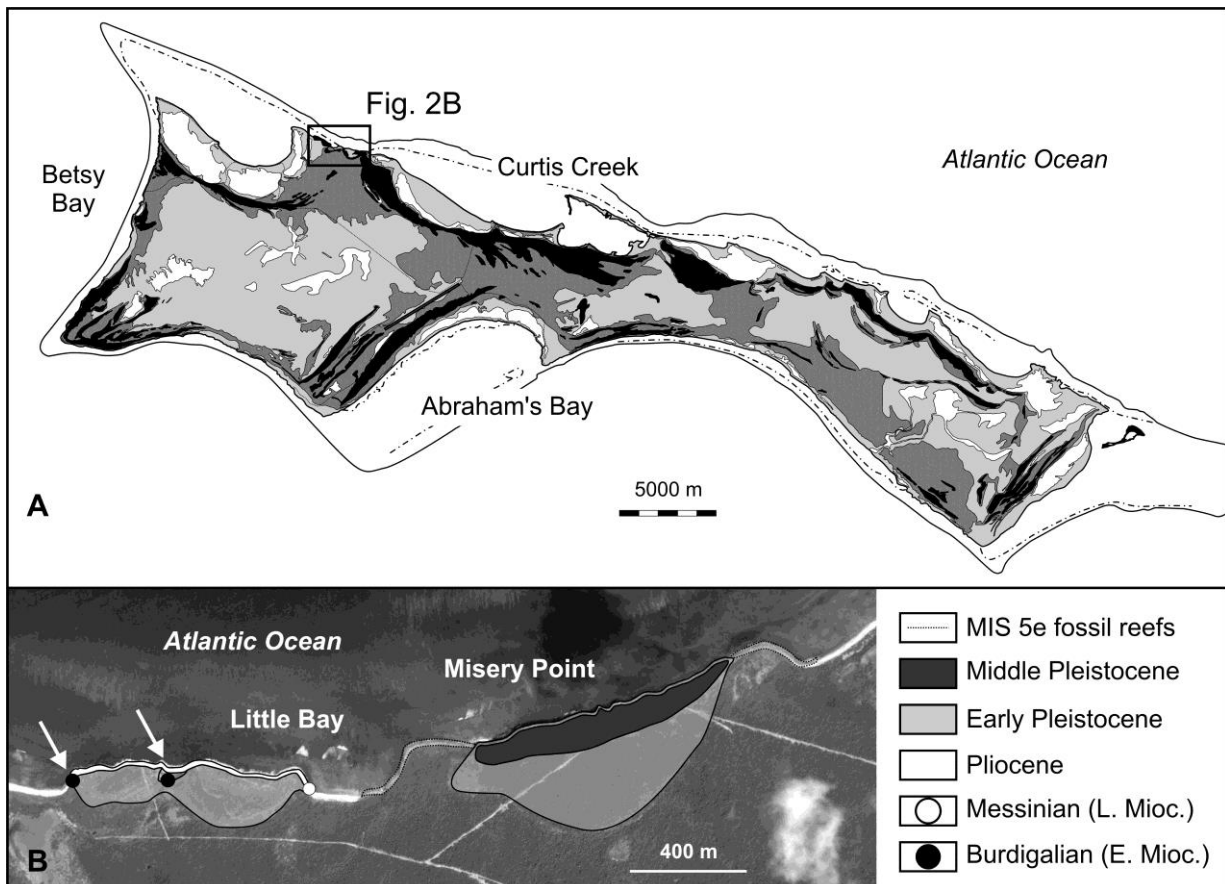 Fig. 2B
Curtis Creek
Atlantic Ocean
Betsy
Bay
Abraham's Bay
5000 m
A
Atlantic Ocean
Misery Point
Little Bay
400 m
B
MIS 5e fossil reefs
Middle Pleistocene
Early Pleistocene
Pliocene
Messinian (L. Mioc.)
Burdigalian (E. Mioc.)